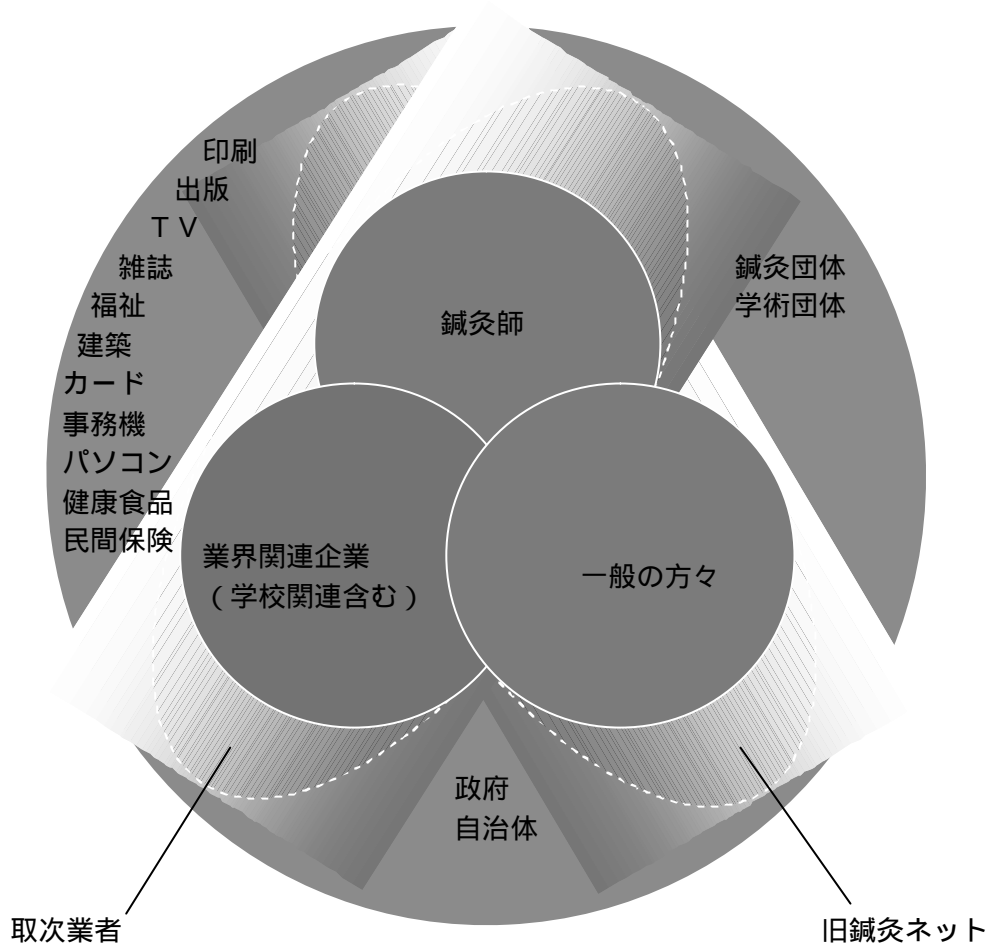 印刷
出版
ＴＶ
雑誌
福祉
建築
カード
事務機
パソコン
健康食品
民間保険
鍼灸団体
学術団体
鍼灸師
業界関連企業
（学校関連含む）
一般の方々
政府
自治体
取次業者
旧鍼灸ネット